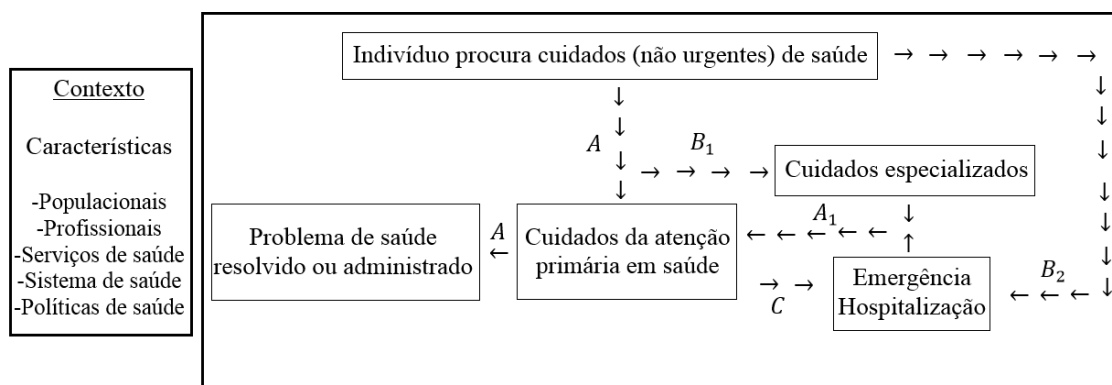 Indivíduo procura cuidados (não urgentes) de saúde → → → → → → →
Contexto
Características
-Populacionais
-Profissionais
-Serviços de saúde
-Sistema de saúde
-Políticas de saúde
A
B₁
→ → → →
Cuidados especializados
A₁
← ← ← ← ←
Problema de saúde
resolvido ou administrado
A
←
Cuidados da atenção
primária em saúde
→ →
C
Emergência
Hospitalização
B₂
← ← ← ←